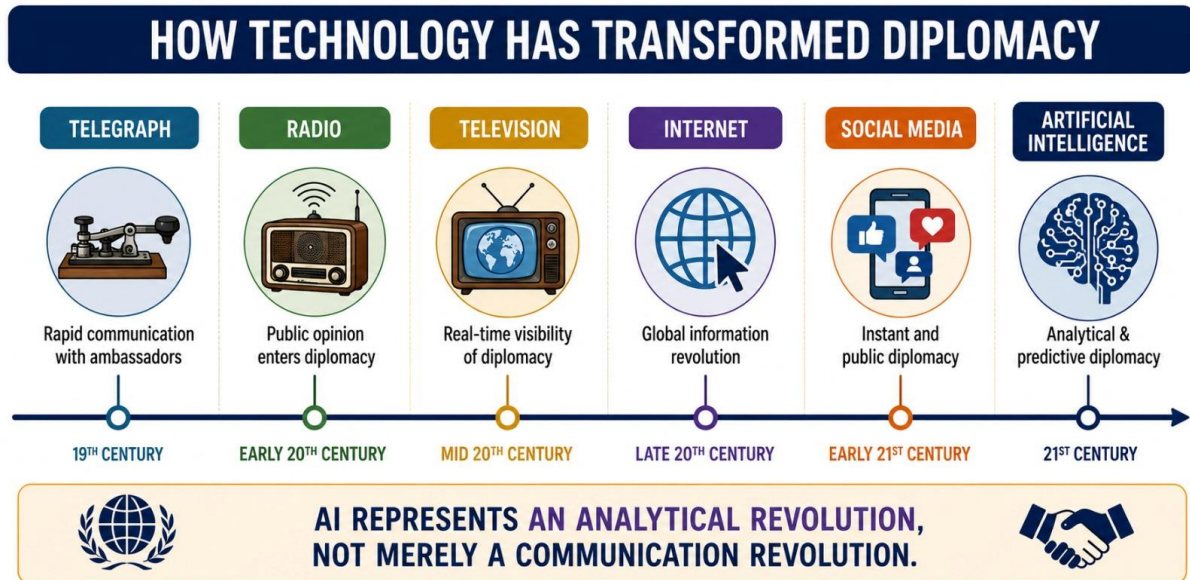 HOW TECHNOLOGY HAS TRANSFORMED DIPLOMACY
TELEGRAPH
Rapid communication
with ambassadors
19TH CENTURY
RADIO
Public opinion
enters diplomacy
EARLY 20TH CENTURY
TELEVISION
Real-time visibility
of diplomacy
MID 20TH CENTURY
INTERNET
Global information
revolution
LATE 20TH CENTURY
SOCIAL MEDIA
Instant and
public diplomacy
EARLY 21ST CENTURY
ARTIFICIAL
INTELLIGENCE
Analytical &
predictive diplomacy
21ST CENTURY
AI REPRESENTS AN ANALYTICAL REVOLUTION,
NOT MERELY A COMMUNICATION REVOLUTION.